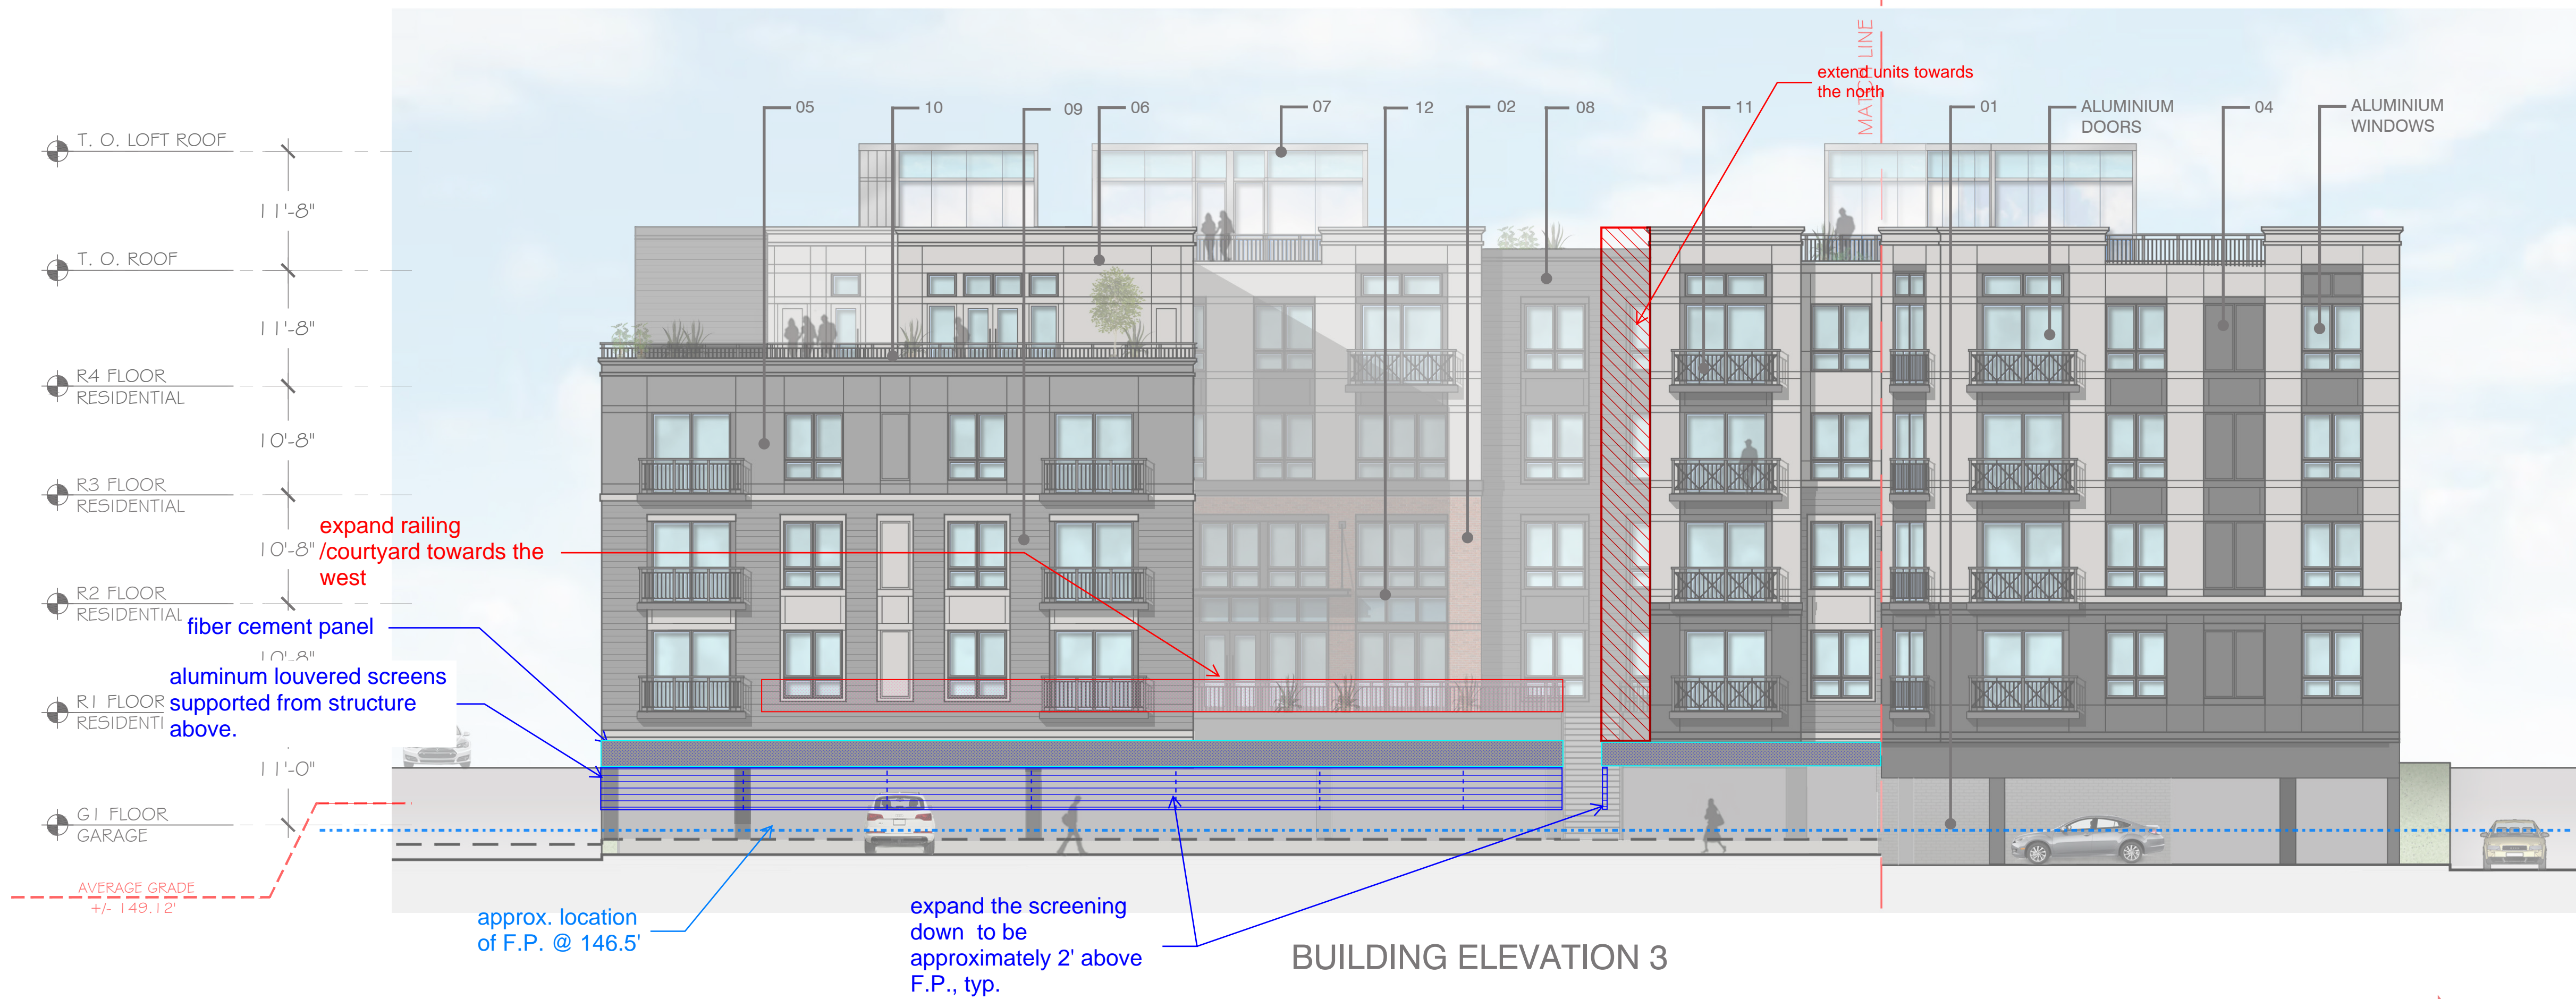 MATCH LINE
extend units towards
the north
05
10
09
06
07
12
02
08
11
01
ALUMINIUM
DOORS
04
ALUMINIUM
WINDOWS
T. O. LOFT ROOF
11'-8"
T. O. ROOF
11'-8"
R4 FLOOR
RESIDENTIAL
10'-8"
R3 FLOOR
RESIDENTIAL
10'-8"
expand railing
/courtyard towards the
west
R2 FLOOR
RESIDENTIAL
fiber cement panel
10'-8"
aluminum louvered screens
supported from structure
above.
R1 FLOOR
RESIDENTI
11'-0"
G1 FLOOR
GARAGE
AVERAGE GRADE
+/- 149.12'
approx. location
of F.P. @ 146.5'
expand the screening
down to be
approximately 2' above
F.P., typ.
BUILDING ELEVATION 3